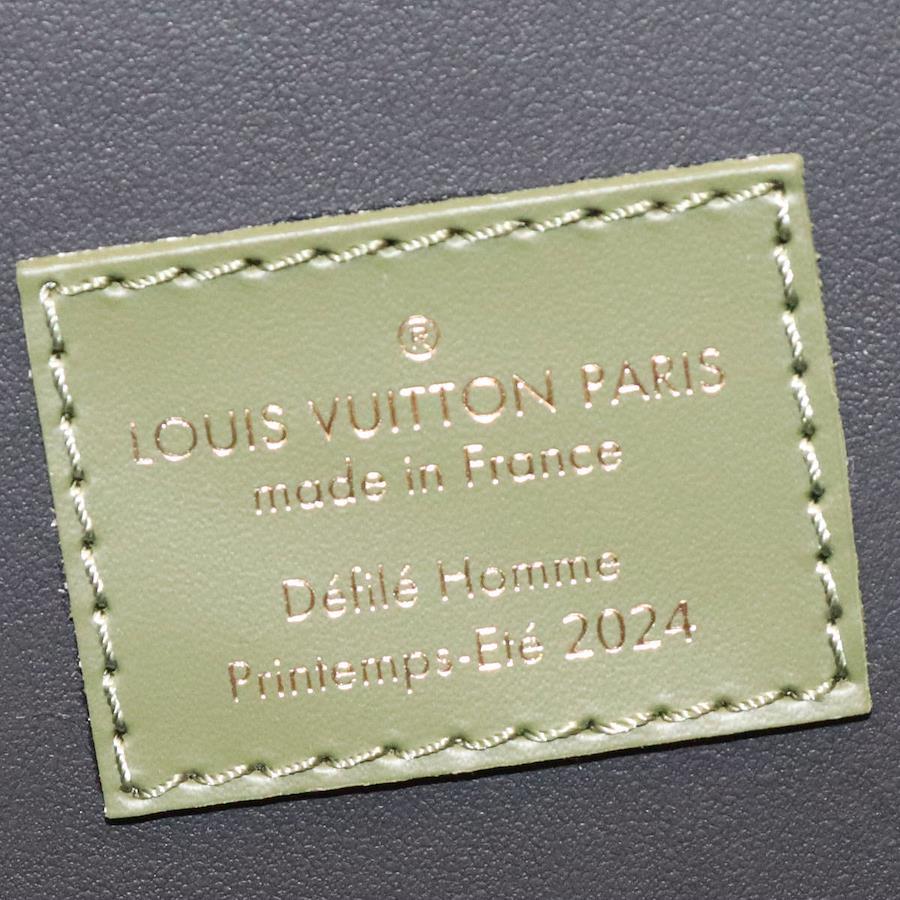 ®
LOUIS VUITTON PARIS
made in France
Défilé Homme
Printemps-Eté 2024